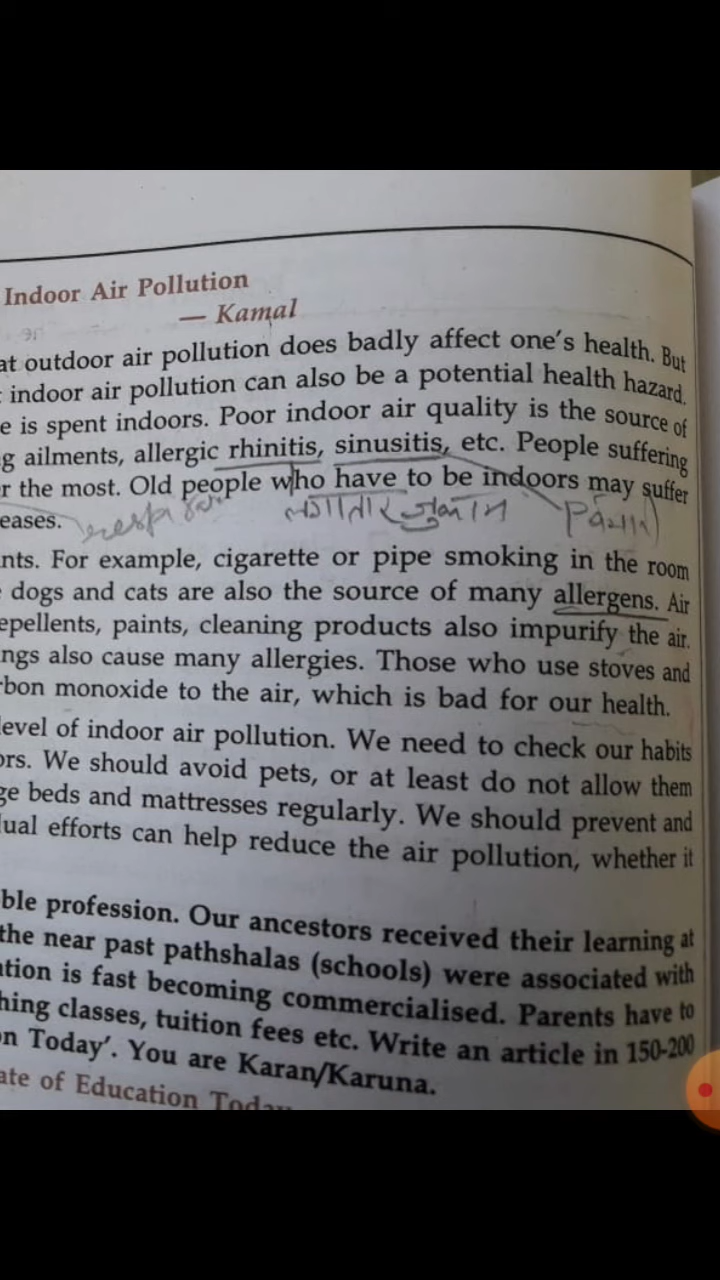 Indoor Air Pollution
— Kamal
at outdoor air pollution does badly affect one's health. But
indoor air pollution can also be a potential health hazard.
e is spent indoors. Poor indoor air quality is the source of
g ailments, allergic rhinitis, sinusitis, etc. People suffering
r the most. Old people who have to be indoors may suffer
eases.
लगातार जुकाम
nts. For example, cigarette or pipe smoking in the room
dogs and cats are also the source of many allergens. Air
epellents, paints, cleaning products also impurify the air.
ngs also cause many allergies. Those who use stoves and
rbon monoxide to the air, which is bad for our health.
level of indoor air pollution. We need to check our habits
ors. We should avoid pets, or at least do not allow them
ge beds and mattresses regularly. We should prevent and
dual efforts can help reduce the air pollution, whether it
ble profession. Our ancestors received their learning at
the near past pathshalas (schools) were associated with
ation is fast becoming commercialised. Parents have to
hing classes, tuition fees etc. Write an article in 150-200
on Today'. You are Karan/Karuna.
ate of Education Today